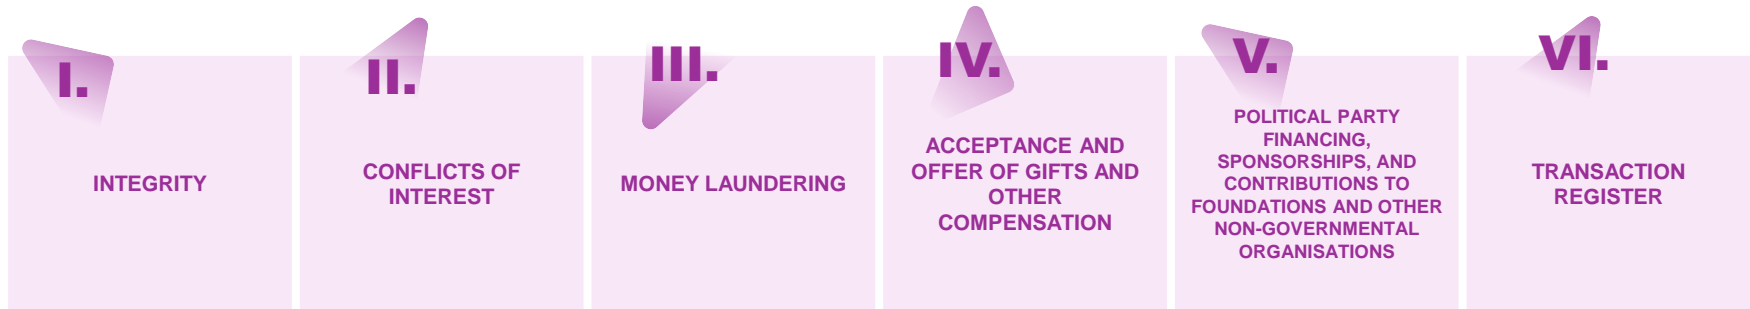 I.
INTEGRITY
II.
CONFLICTS OF
INTEREST
III.
MONEY LAUNDERING
IV.
ACCEPTANCE AND
OFFER OF GIFTS AND
OTHER
COMPENSATION
V.
POLITICAL PARTY
FINANCING,
SPONSORSHIPS, AND
CONTRIBUTIONS TO
FOUNDATIONS AND OTHER
NON-GOVERNMENTAL
ORGANISATIONS
VI.
TRANSACTION
REGISTER